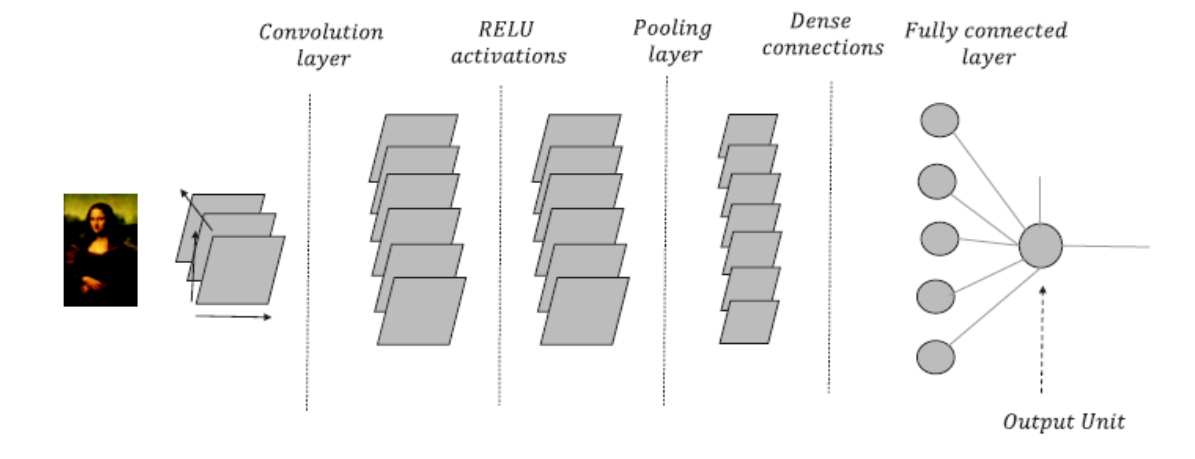 Convolution
layer
RELU
activations
Pooling
layer
Dense
connections
Fully connected
layer
Output Unit